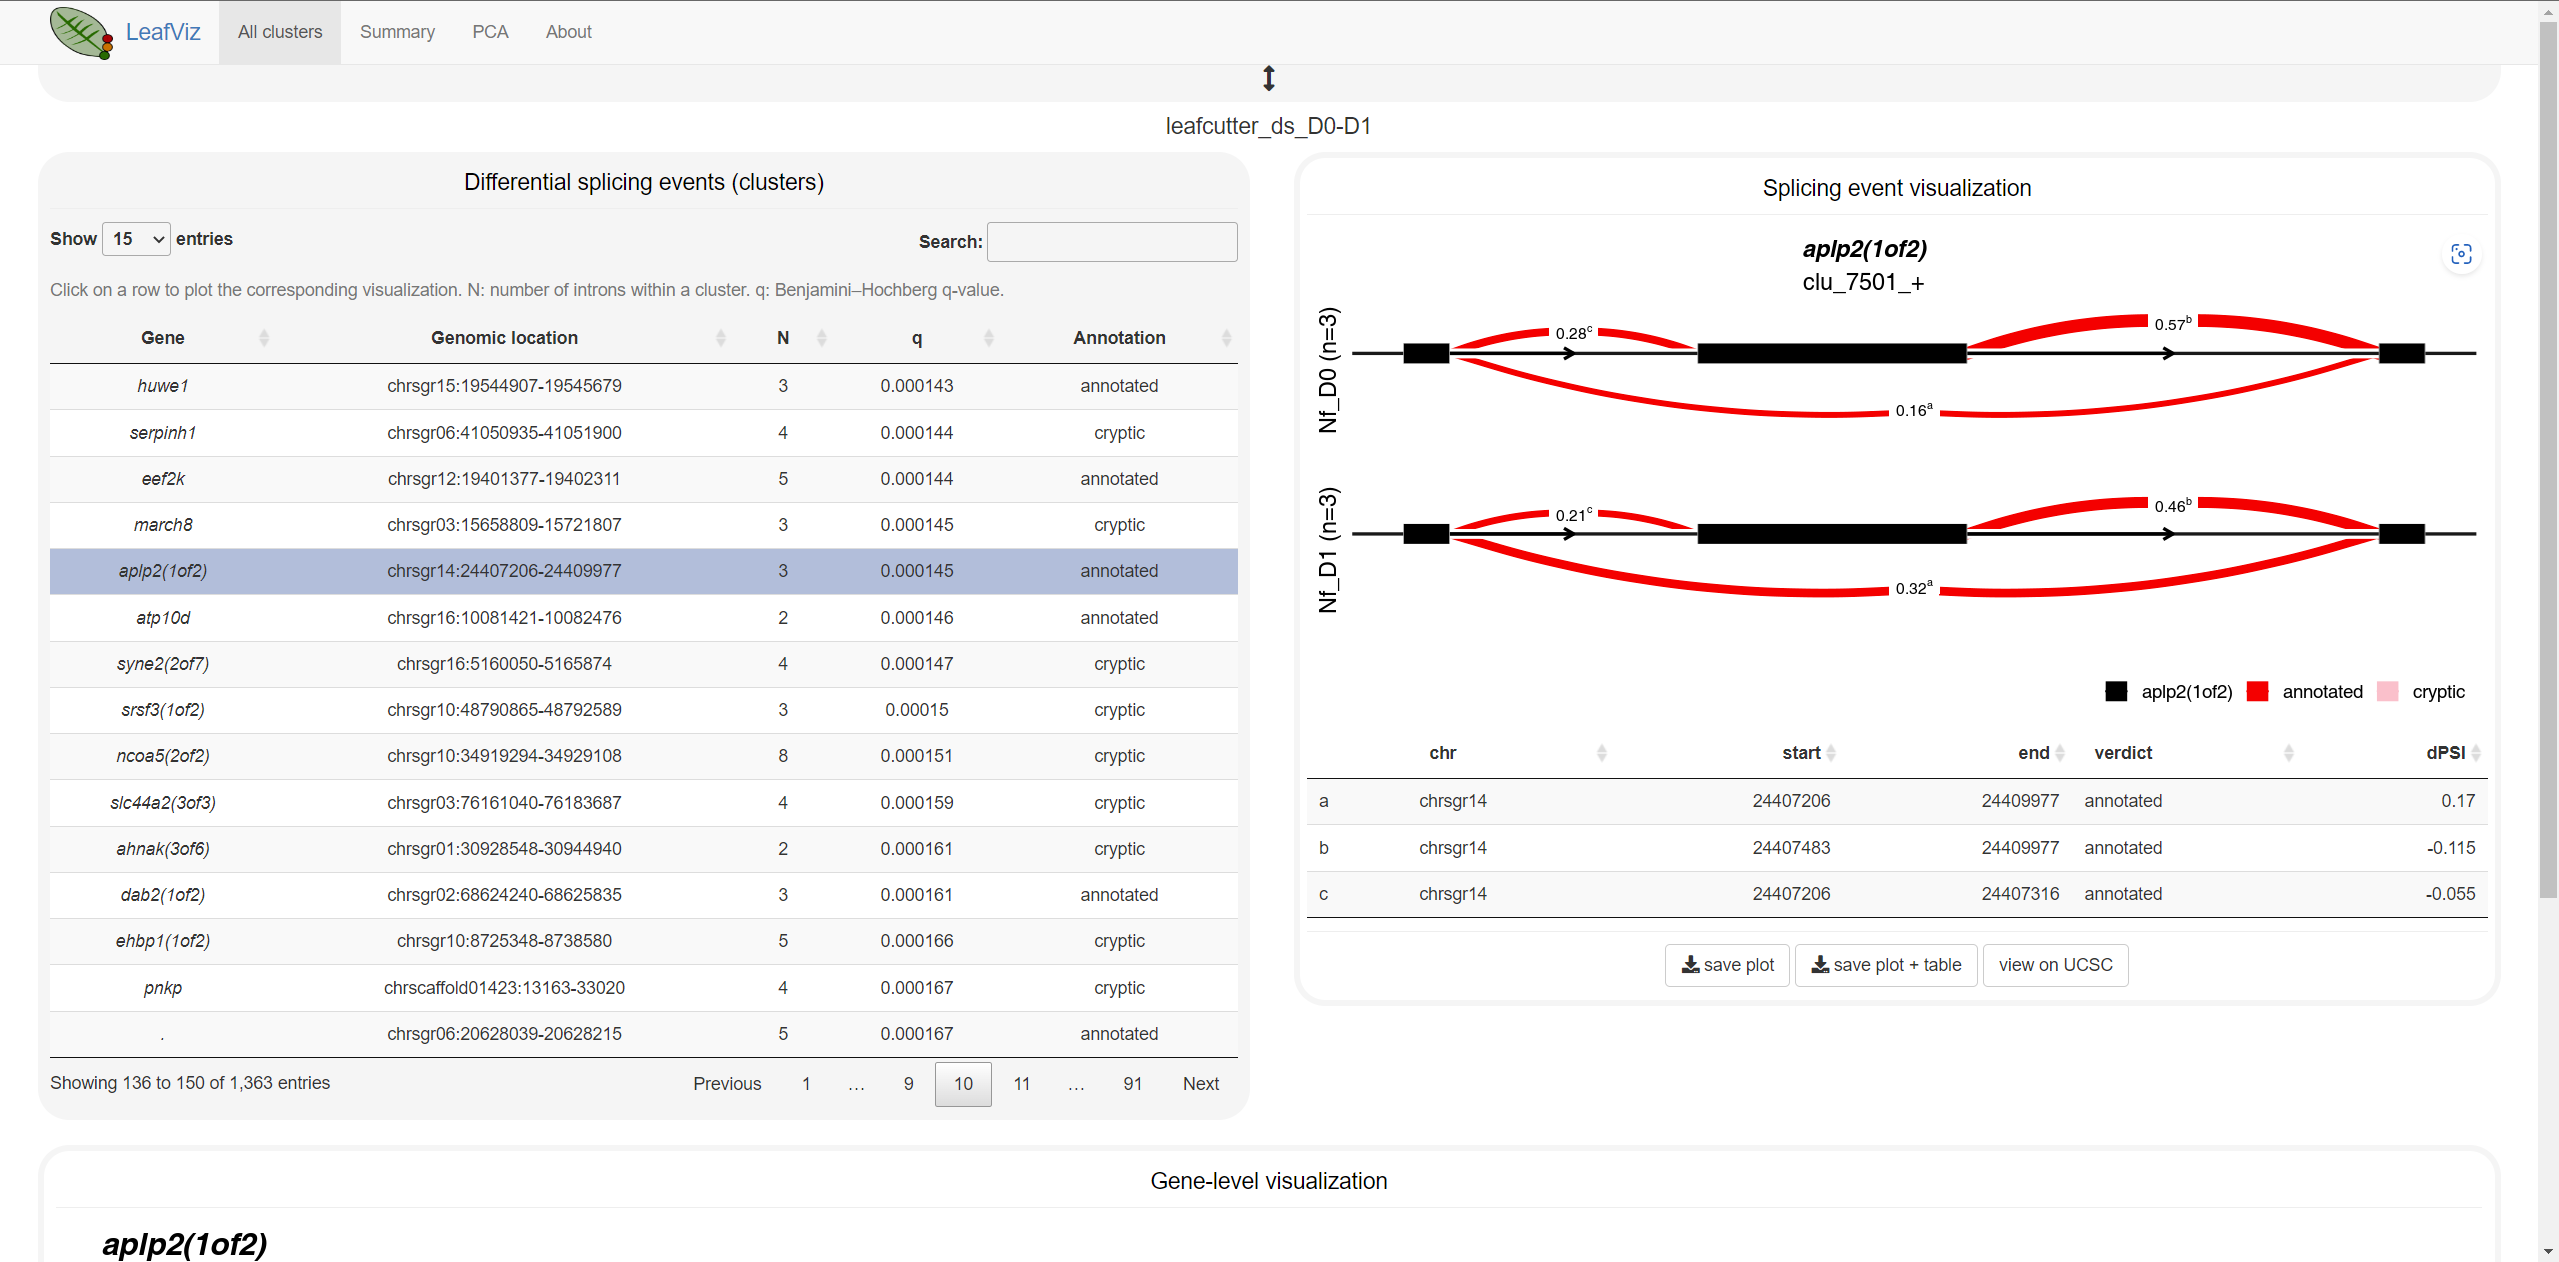 LeafViz All clusters Summary PCA About
leafcutter_ds_D0-D1
Differential splicing events (clusters)
Show 15 entries Search:
Click on a row to plot the corresponding visualization. N: number of introns within a cluster. q: Benjamini–Hochberg q-value.
Gene Genomic location N q Annotation
huwe1 chrsgr15:19544907-19545679 3 0.000143 annotated
serpinh1 chrsgr06:41050935-41051900 4 0.000144 cryptic
eef2k chrsgr12:19401377-19402311 5 0.000144 annotated
march8 chrsgr03:15658809-15721807 3 0.000145 cryptic
aplp2(1of2) chrsgr14:24407206-24409977 3 0.000145 annotated
atp10d chrsgr16:10081421-10082476 2 0.000146 annotated
syne2(2of7) chrsgr16:5160050-5165874 4 0.000147 cryptic
srsf3(1of2) chrsgr10:48790865-48792589 3 0.00015 cryptic
ncoa5(2of2) chrsgr10:34919294-34929108 8 0.000151 cryptic
slc44a2(3of3) chrsgr03:76161040-76183687 4 0.000159 cryptic
ahnak(3of6) chrsgr01:30928548-30944940 2 0.000161 cryptic
dab2(1of2) chrsgr02:68624240-68625835 3 0.000161 annotated
ehbp1(1of2) chrsgr10:8725348-8738580 5 0.000166 cryptic
pnkp chrscaffold01423:13163-33020 4 0.000167 cryptic
. chrsgr06:20628039-20628215 5 0.000167 annotated
Showing 136 to 150 of 1,363 entries Previous 1 … 9 10 11 … 91 Next
Splicing event visualization
aplp2(1of2)
clu_7501_+
Nf_D0 (n=3)
0.28c 0.57b
0.16a
Nf_D1 (n=3)
0.21c 0.46b
0.32a
aplp2(1of2) annotated cryptic
chr start end verdict dPSI
a chrsgr14 24407206 24409977 annotated 0.17
b chrsgr14 24407483 24409977 annotated -0.115
c chrsgr14 24407206 24407316 annotated -0.055
save plot save plot + table view on UCSC
Gene-level visualization
aplp2(1of2)